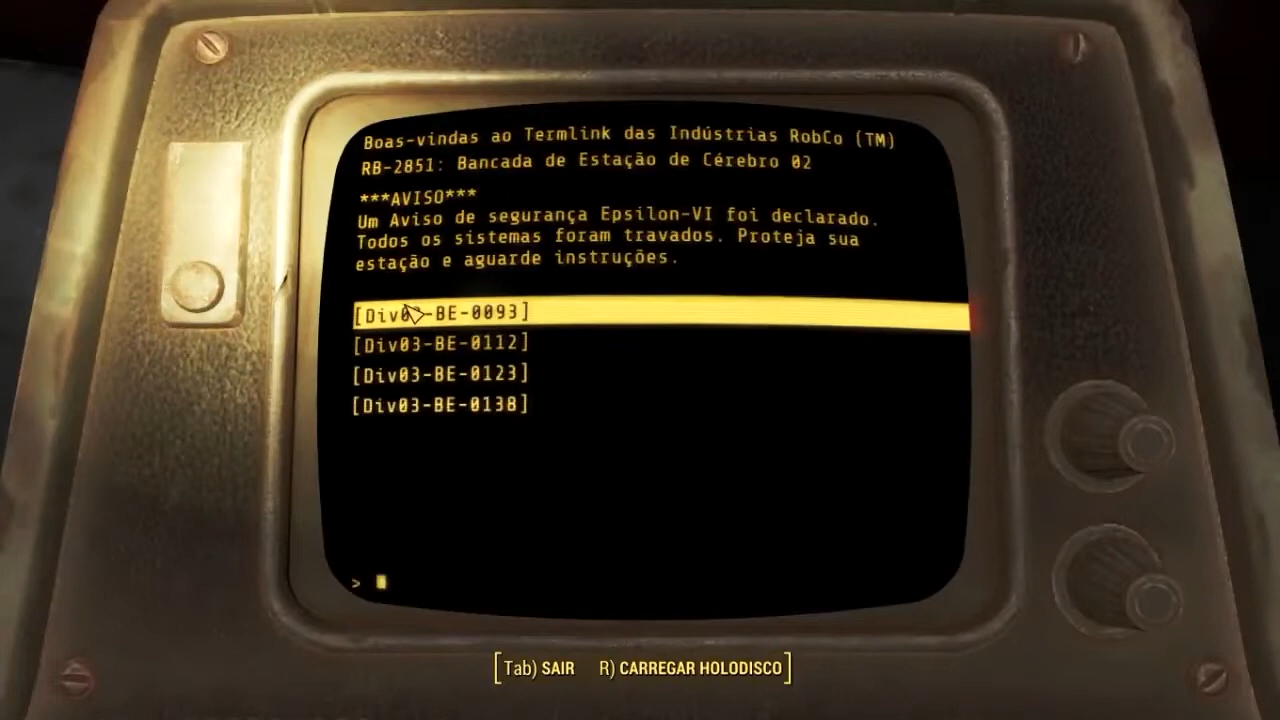 Boas-vindas ao Termlink das Indústrias RobCo (TM)
RB-2851: Bancada de Estação de Cérebro 02
***AVISO***
Um Aviso de segurança Epsilon-VI foi declarado.
Todos os sistemas foram travados. Proteja sua
estação e aguarde instruções.
[Div03-BE-0093]
[Div03-BE-0112]
[Div03-BE-0123]
[Div03-BE-0138]
>
[Tab) SAIR R) CARREGAR HOLODISCO]